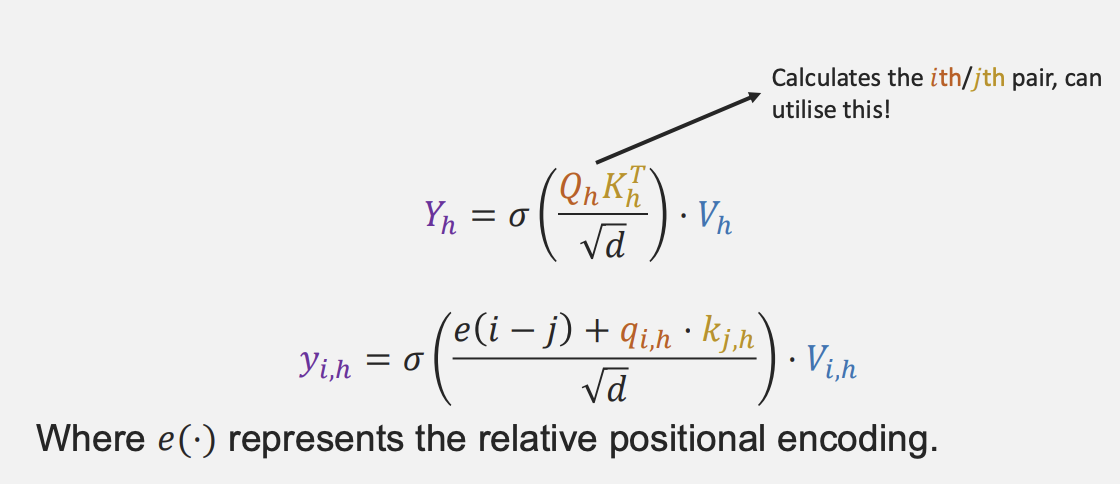 Calculates the ith/jth pair, can
utilise this!
Y_h = σ(Q_h K_h^T / √d) · V_h
y_{i,h} = σ((e(i − j) + q_{i,h} · k_{j,h}) / √d) · V_{i,h}
Where e(·) represents the relative positional encoding.